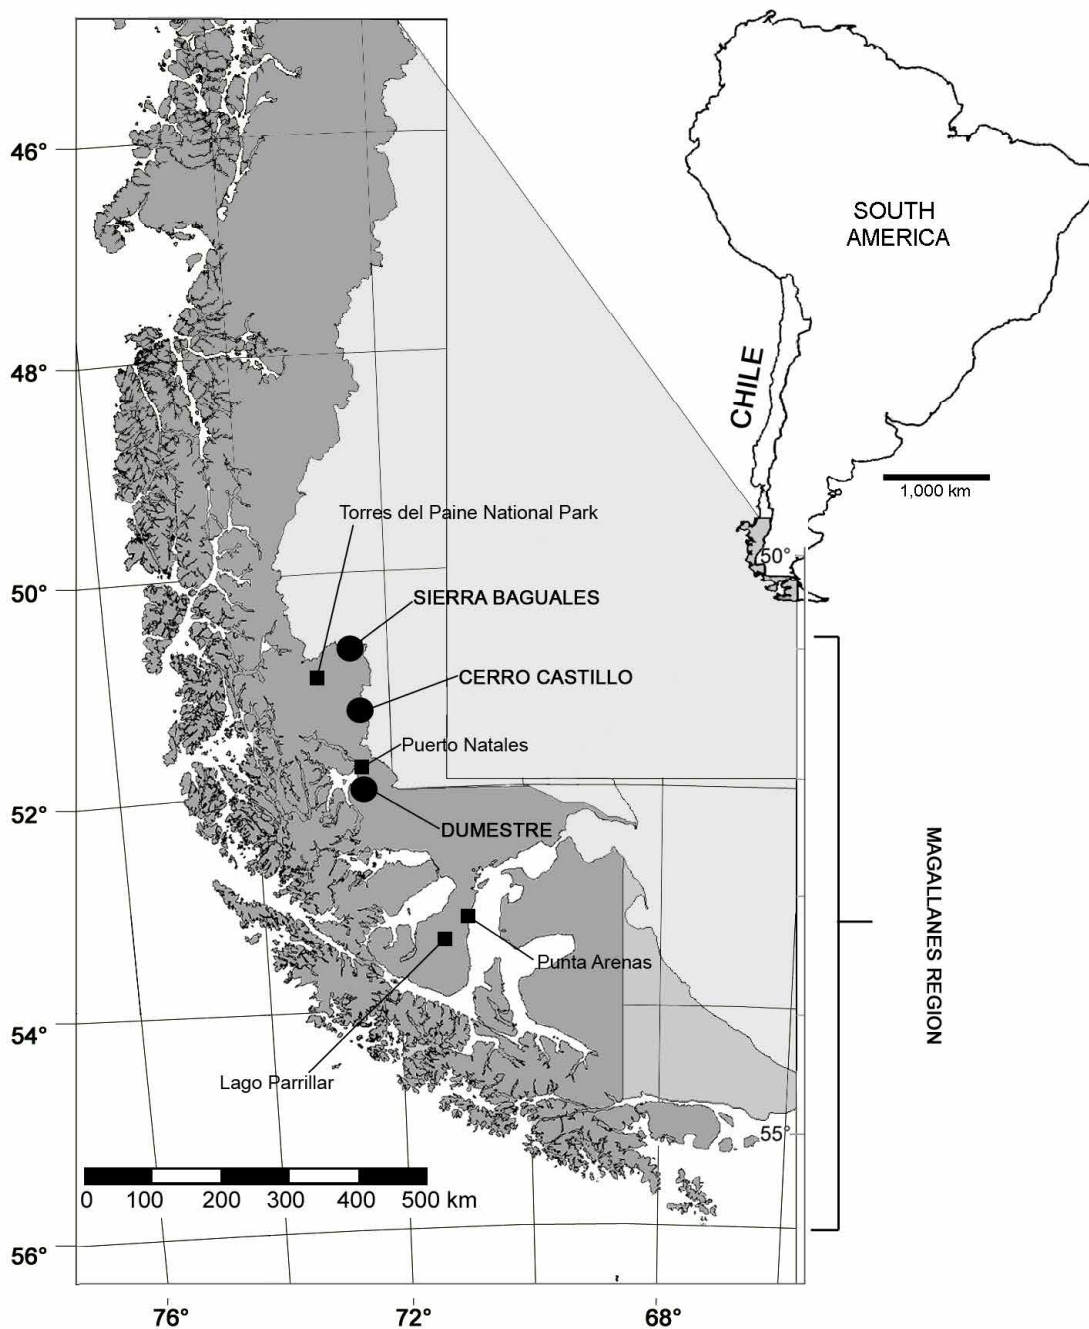 46°
48°
50°
52°
54°
56°
76°
72°
68°
SOUTH
AMERICA
CHILE
1,000 km
50°
55°
Torres del Paine National Park
SIERRA BAGUALES
CERRO CASTILLO
Puerto Natales
DUMESTRE
Punta Arenas
Lago Parrillar
MAGALLANES REGION
0 100 200 300 400 500 km